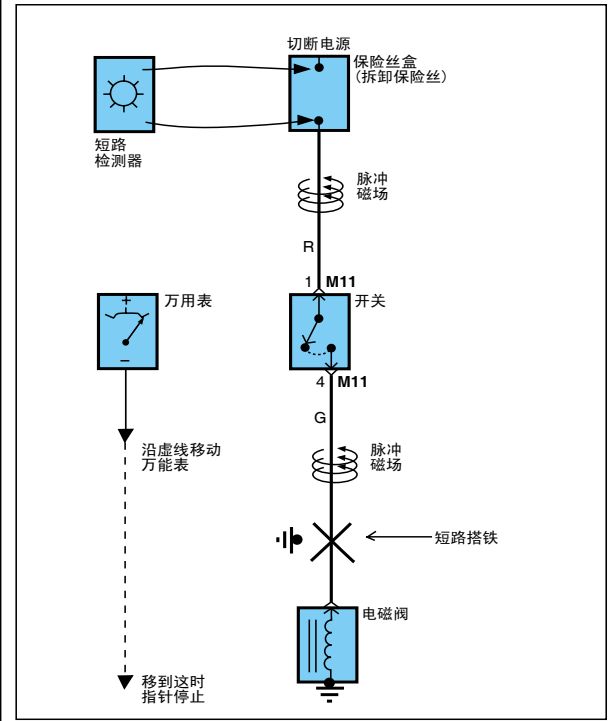 切断电源
保险丝盒
(拆卸保险丝)
短路
检测器
脉冲
磁场
R
1 M11
万用表
开关
+
−
4 M11
G
沿虚线移动
万能表
脉冲
磁场
短路搭铁
电磁阀
移到这时
指针停止